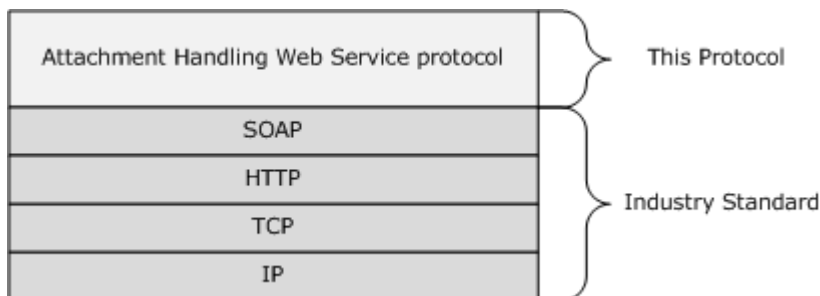 Attachment Handling Web Service protocol
This Protocol
SOAP
HTTP
TCP
IP
Industry Standard